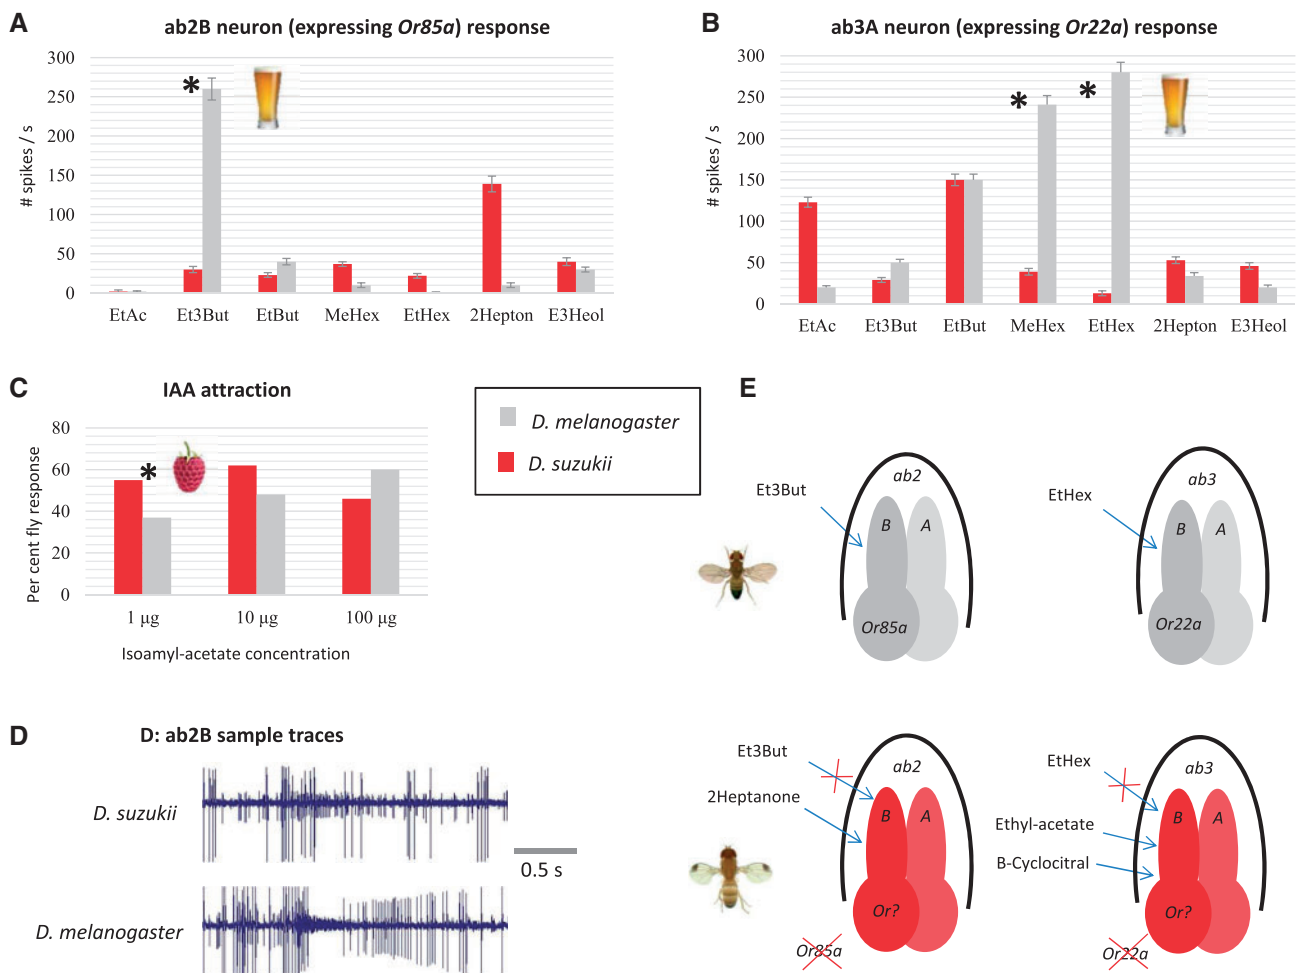 A
ab2B neuron (expressing Or85a) response
# spikes / s
300
250
200
150
100
50
0
*
EtAc Et3But EtBut MeHex EtHex 2Hepton E3Heol
B
ab3A neuron (expressing Or22a) response
# spikes / s
300
250
200
150
100
50
0
* *
EtAc Et3But EtBut MeHex EtHex 2Hepton E3Heol
C
IAA attraction
Per cent fly response
80
60
40
20
0
*
1 µg 10 µg 100 µg
Isoamyl-acetate concentration
D. melanogaster
D. suzukii
D
D: ab2B sample traces
D. suzukii
0.5 s
D. melanogaster
E
Et3But
ab2
B A
Or85a
EtHex
ab3
B A
Or22a
Et3But
2Heptanone
ab2
B A
Or?
Or85a
EtHex
Ethyl-acetate
B-Cyclocitral
ab3
B A
Or?
Or22a